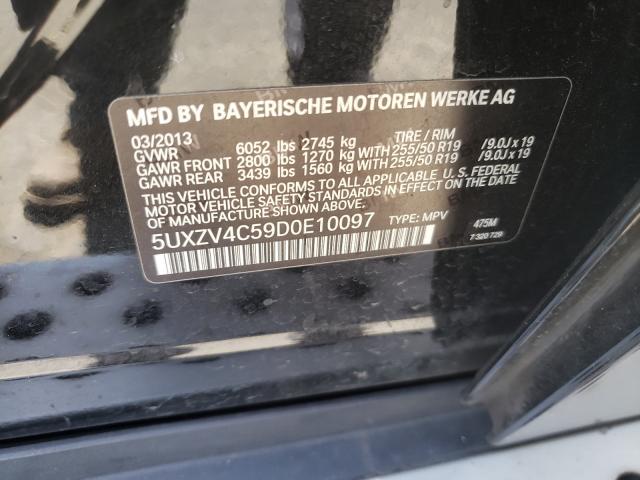 MFD BY BAYERISCHE MOTOREN WERKE AG
03/2013 TIRE / RIM
GVWR 6052 lbs 2745 kg
GAWR FRONT 2800 lbs 1270 kg WITH 255/50 R19 /9.0J x 19
GAWR REAR 3439 lbs 1560 kg WITH 255/50 R19 /9.0J x 19
THIS VEHICLE CONFORMS TO ALL APPLICABLE U. S. FEDERAL
MOTOR VEHICLE SAFETY STANDARDS IN EFFECT ON THE DATE
OF MANUFACTURE SHOWN ABOVE.
5UXZV4C59D0E10097 TYPE: MPV 475M
7 320 729